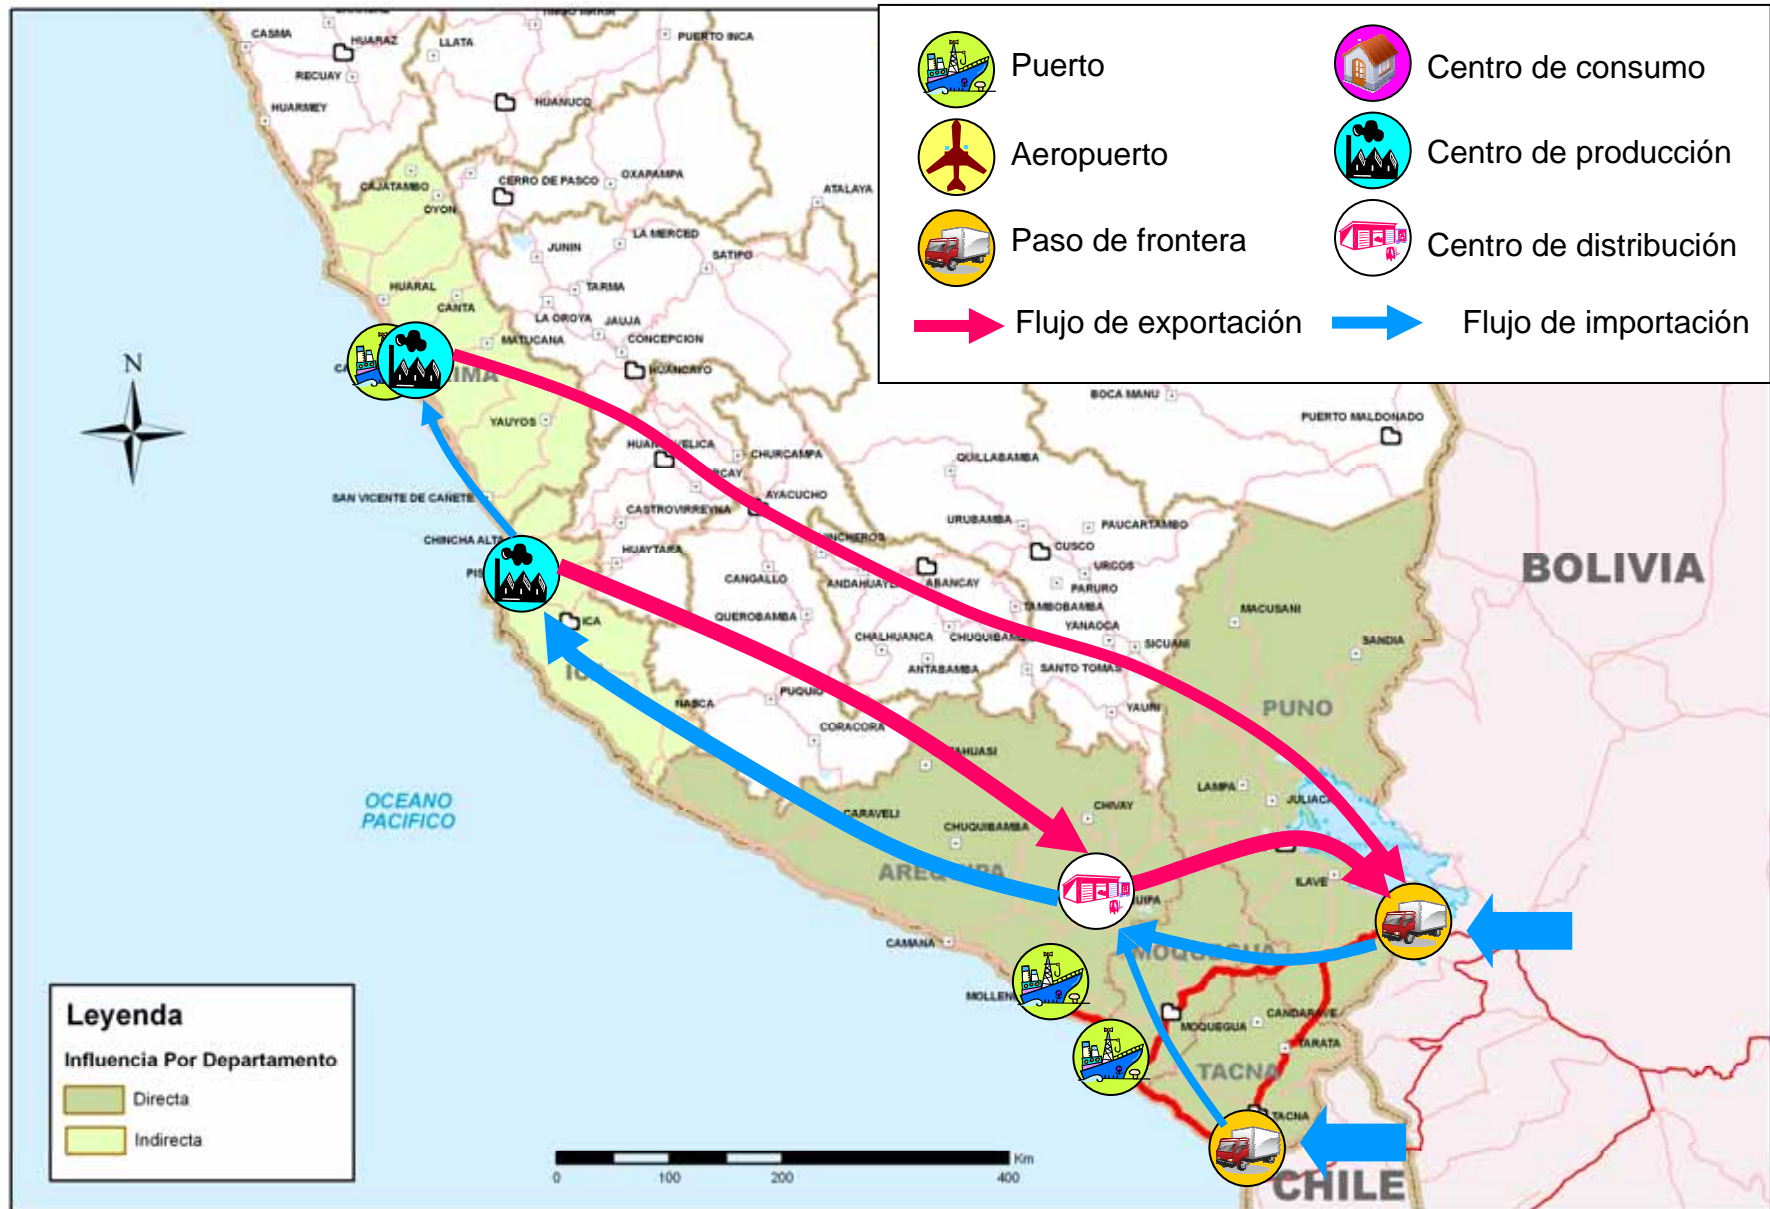 Puerto
Centro de consumo
Aeropuerto
Centro de producción
Paso de frontera
Centro de distribución
Flujo de exportación
Flujo de importación
CASMA
HUARAZ
LLATA
PUERTO INCA
RECUAY
HUARMEY
HUANUCO
CAJATAMBO
CERRO DE PASCO
OXAPAMPA
ATALAYA
OYON
JUNIN
LA MERCED
SATIPO
HUARAL
CANTA
TARMA
LA OROYA
JAUJA
MATUCANA
CONCEPCION
LIMA
HUANCAYO
N
YAUYOS
BOCA MANU
PUERTO MALDONADO
CHURCAMPA
QUILLABAMBA
SAN VICENTE DE CAÑETE
AYACUCHO
CASTROVIRREYNA
URUBAMBA
PAUCARTAMBO
CHINCHA ALTA
HUAYTARA
CUSCO
URCOS
CANGALLO
ABANCAY
PARURO
BOLIVIA
ICA
QUEROBAMBA
TAMBOBAMBA
MACUSANI
YANAOCA
CHALHUANCA
SICUANI
SANDIA
ANTABAMBA
SANTO TOMAS
NASCA
PUQUIO
YAURI
PUNO
CORACORA
LAMPA
JULIACA
OCEANO
PACIFICO
CARAVELI
CHUQUIBAMBA
CHIVAY
AREQUIPA
ILAVE
CAMANA
MOQUEGUA
MOQUEGUA
CANDARAVE
TARATA
TACNA
TACNA
CHILE
Leyenda
Influencia Por Departamento
Directa
Indirecta
0 100 200 400
Km